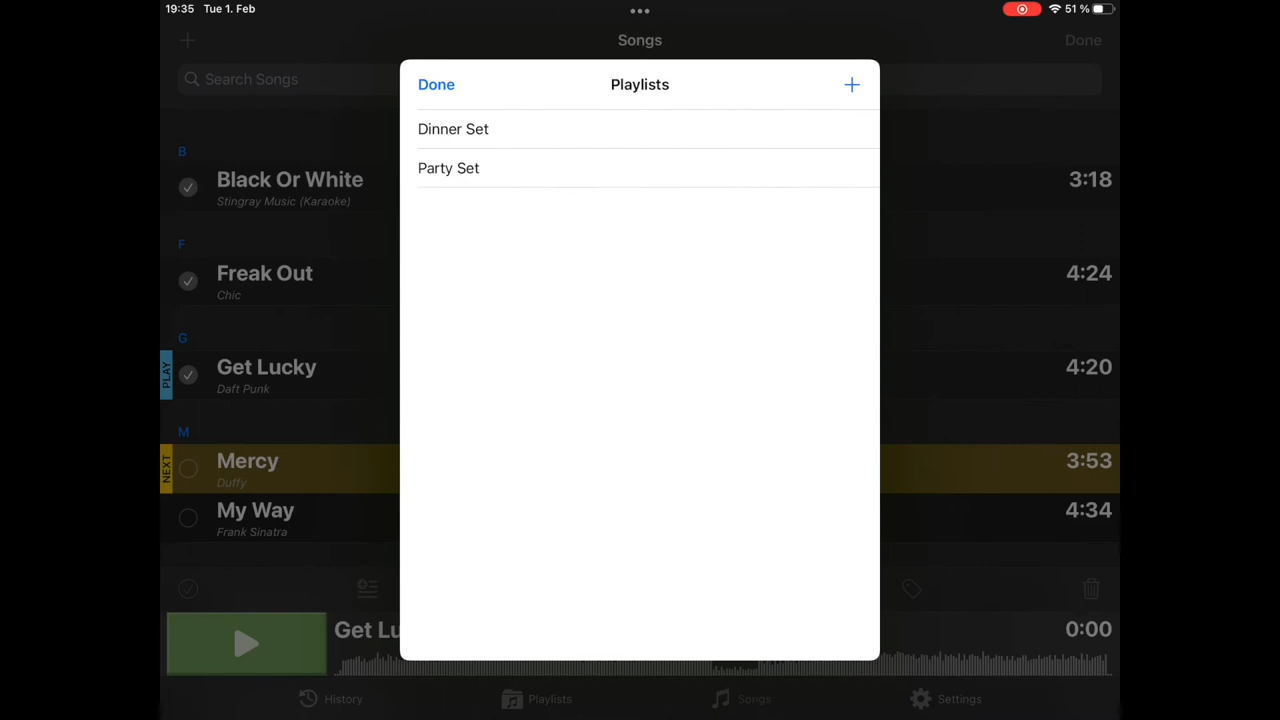 19:35 Tue 1. Feb
51 %
Songs
Done
Search Songs
Done
Playlists
Dinner Set
Party Set
B
Black Or White
3:18
Stingray Music (Karaoke)
F
Freak Out
4:24
Chic
G
PLAY
Get Lucky
4:20
Daft Punk
M
NEXT
Mercy
3:53
Duffy
My Way
4:34
Frank Sinatra
Get Lu
0:00
History
Playlists
Songs
Settings